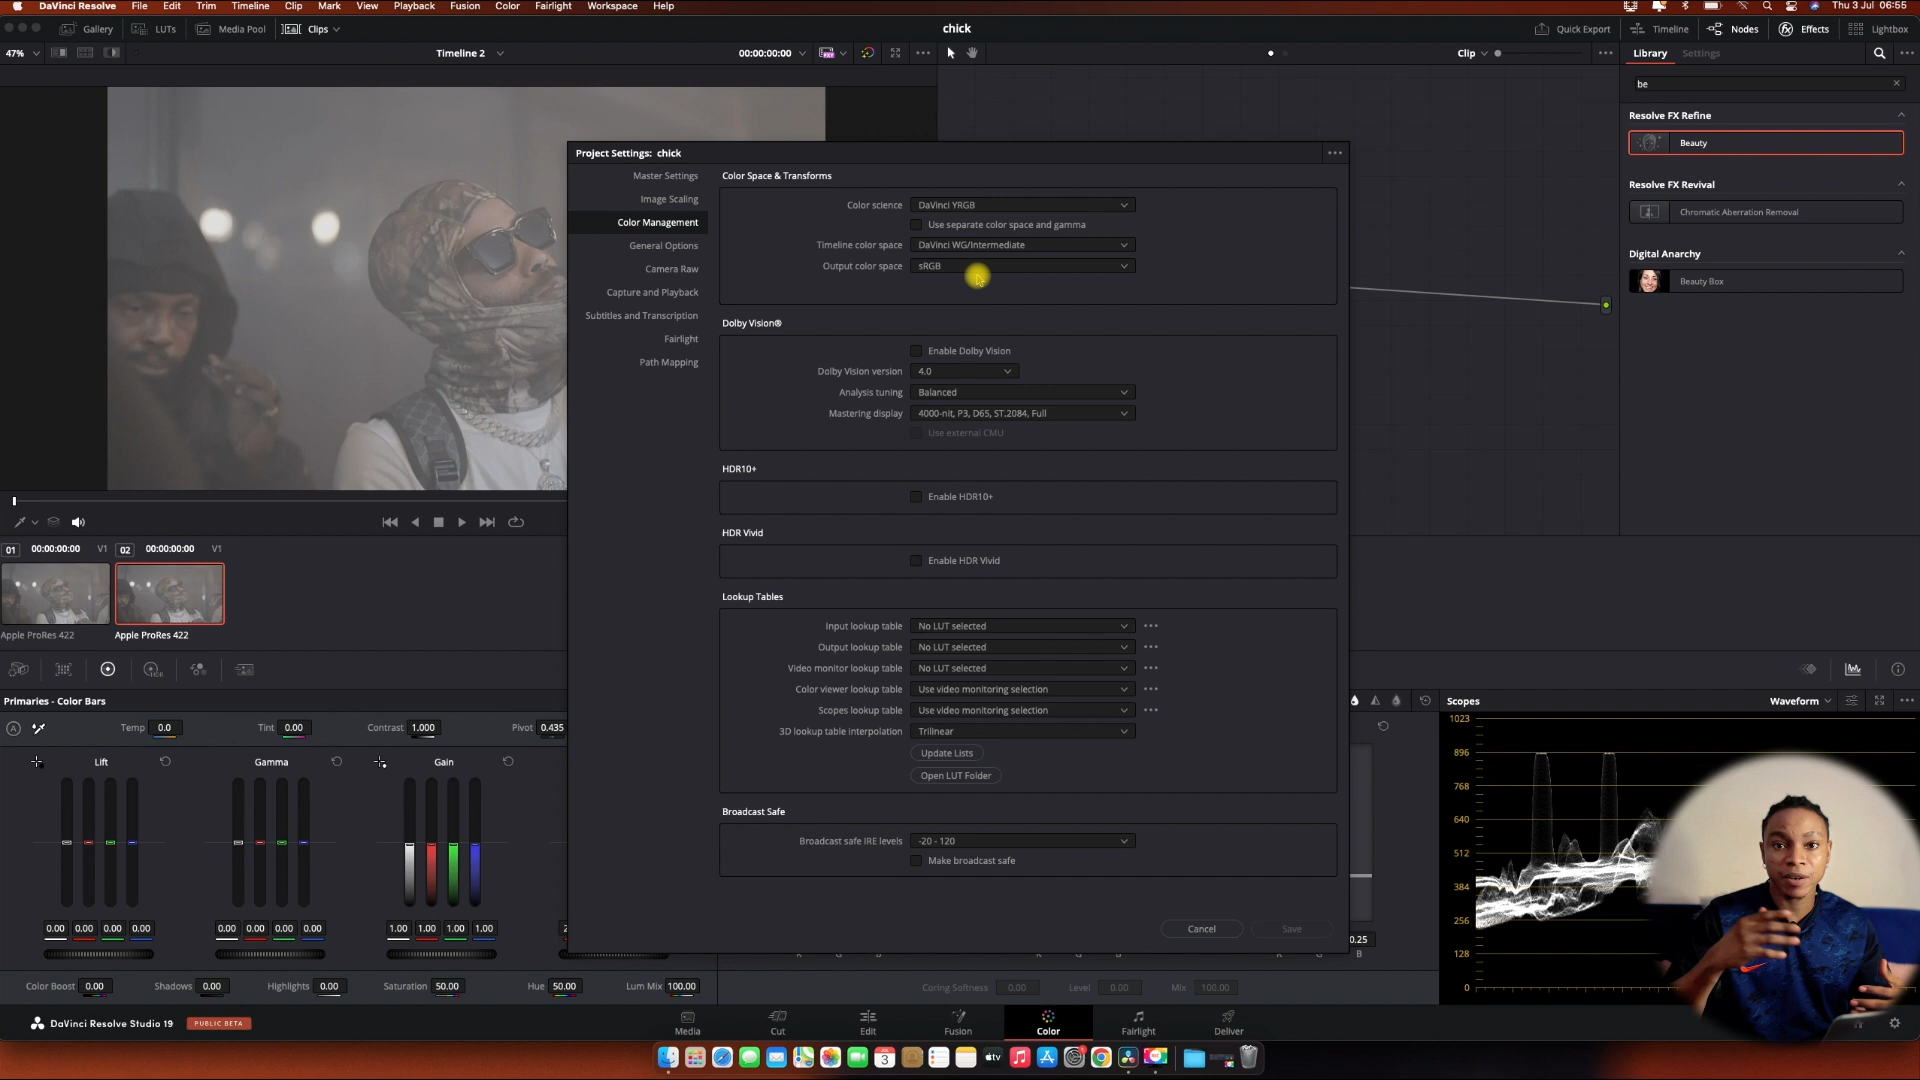 DaVinci Resolve File Edit Trim Timeline Clip Mark View Playback Fusion Color Fairlight Workspace Help
Thu 3 Jul 06:55
Gallery LUTs Media Pool Clips
chick
Quick Export Timeline Nodes Effects Lightbox
47%
Timeline 2
00:00:00:00
Clip
Library Settings
be
Resolve FX Refine
Beauty
Resolve FX Revival
Chromatic Aberration Removal
Digital Anarchy
Beauty Box
Project Settings: chick
Master Settings
Image Scaling
Color Management
General Options
Camera Raw
Capture and Playback
Subtitles and Transcription
Fairlight
Path Mapping
Color Space & Transforms
Color science DaVinci YRGB
Use separate color space and gamma
Timeline color space DaVinci WG/Intermediate
Output color space sRGB
Dolby Vision®
Enable Dolby Vision
Dolby Vision version 4.0
Analysis tuning Balanced
Mastering display 4000-nit, P3, D65, ST.2084, Full
Use external CMU
HDR10+
Enable HDR10+
HDR Vivid
Enable HDR Vivid
Lookup Tables
Input lookup table No LUT selected
Output lookup table No LUT selected
Video monitor lookup table No LUT selected
Color viewer lookup table Use video monitoring selection
Scopes lookup table Use video monitoring selection
3D lookup table interpolation Trilinear
Update Lists
Open LUT Folder
Broadcast Safe
Broadcast safe IRE levels -20 - 120
Make broadcast safe
Cancel Save
01 00:00:00:00 V1 02 00:00:00:00 V1
Apple ProRes 422 Apple ProRes 422
Primaries - Color Bars
Temp 0.0 Tint 0.00 Contrast 1.000 Pivot 0.435
Lift Gamma Gain
0.00 0.00 0.00 0.00
0.00 0.00 0.00 0.00
1.00 1.00 1.00 1.00
0.25
R G B R G B R G B
Color Boost 0.00 Shadows 0.00 Highlights 0.00 Saturation 50.00 Hue 50.00 Lum Mix 100.00
Coring Softness 0.00 Level 0.00 Mix 100.00
Scopes Waveform
1023
896
768
640
512
384
256
128
0
DaVinci Resolve Studio 19 PUBLIC BETA
Media Cut Edit Fusion Color Fairlight Deliver
3
tv